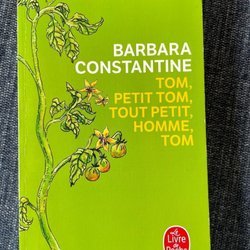 BARBARA
CONSTANTINE
TOM,
PETIT TOM,
TOUT PETIT,
HOMME,
TOM
Le
Livre
de
Poche